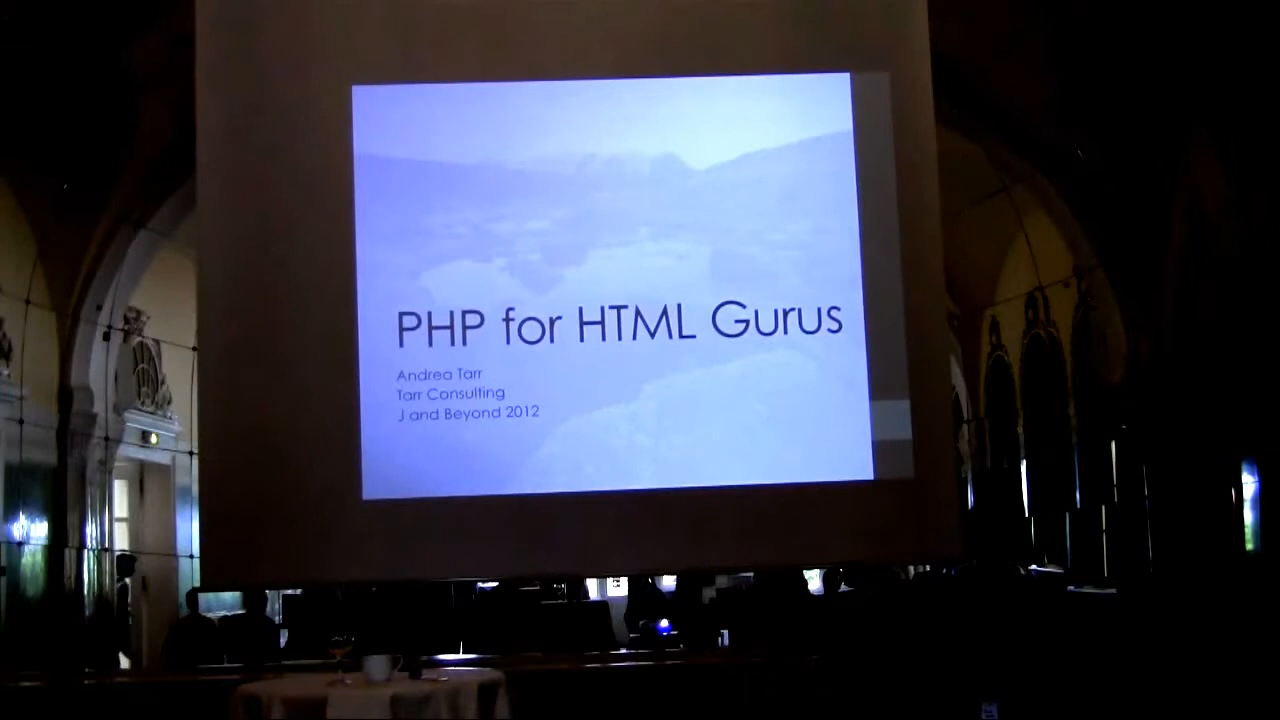 PHP for HTML Gurus
Andrea Tarr
Tarr Consulting
J and Beyond 2012